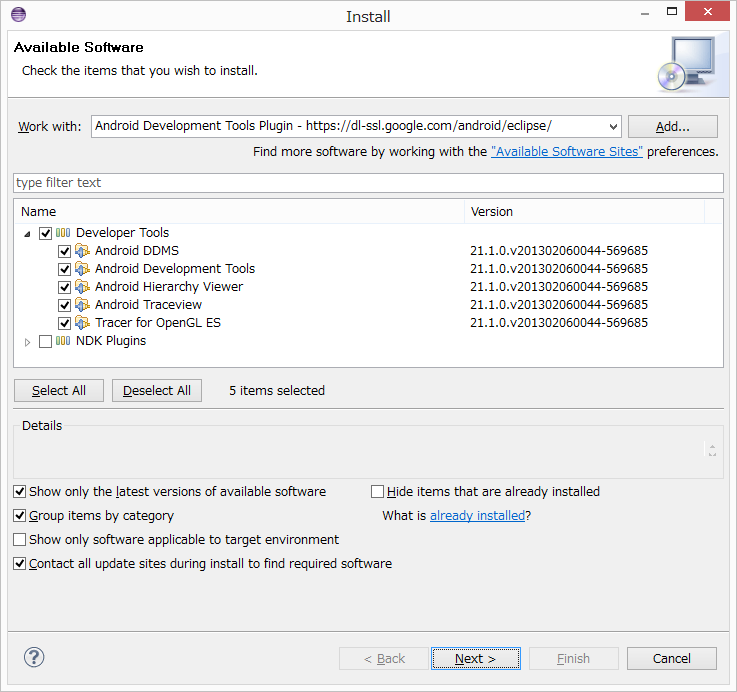 Install
Available Software
Check the items that you wish to install.
Work with: Android Development Tools Plugin - https://dl-ssl.google.com/android/eclipse/ Add...
Find more software by working with the "Available Software Sites" preferences.
type filter text
Name Version
Developer Tools
Android DDMS 21.1.0.v201302060044-569685
Android Development Tools 21.1.0.v201302060044-569685
Android Hierarchy Viewer 21.1.0.v201302060044-569685
Android Traceview 21.1.0.v201302060044-569685
Tracer for OpenGL ES 21.1.0.v201302060044-569685
NDK Plugins
Select All Deselect All 5 items selected
Details
Show only the latest versions of available software Hide items that are already installed
Group items by category What is already installed?
Show only software applicable to target environment
Contact all update sites during install to find required software
? < Back Next > Finish Cancel